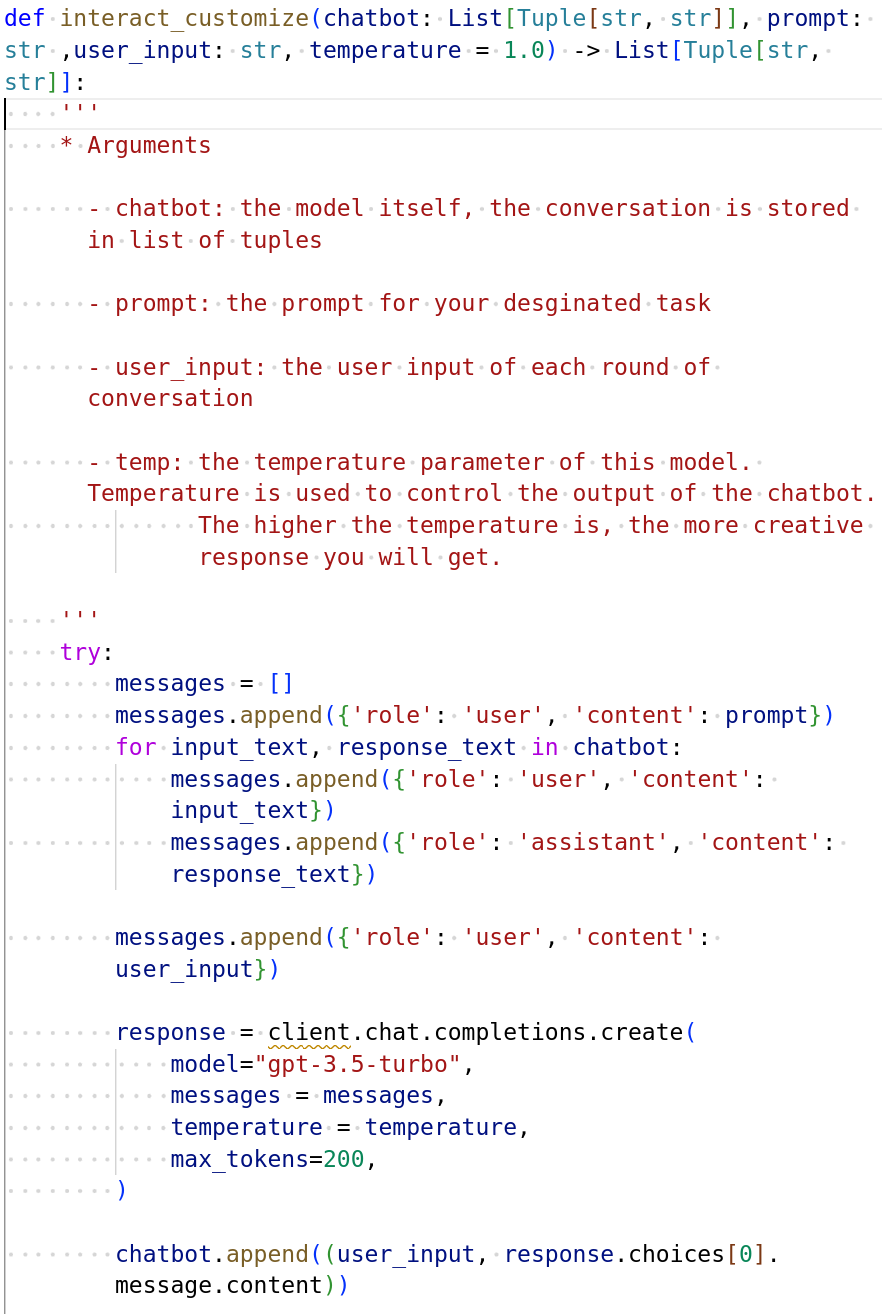 def interact_customize(chatbot: List[Tuple[str, str]], prompt:
str ,user_input: str, temperature = 1.0) -> List[Tuple[str,
str]]:
'''
* Arguments
- chatbot: the model itself, the conversation is stored
in list of tuples
- prompt: the prompt for your desginated task
- user_input: the user input of each round of
conversation
- temp: the temperature parameter of this model.
Temperature is used to control the output of the chatbot.
The higher the temperature is, the more creative
response you will get.
'''
try:
messages = []
messages.append({'role': 'user', 'content': prompt})
for input_text, response_text in chatbot:
messages.append({'role': 'user', 'content':
input_text})
messages.append({'role': 'assistant', 'content':
response_text})
messages.append({'role': 'user', 'content':
user_input})
response = client.chat.completions.create(
model="gpt-3.5-turbo",
messages = messages,
temperature = temperature,
max_tokens=200,
)
chatbot.append((user_input, response.choices[0].
message.content))